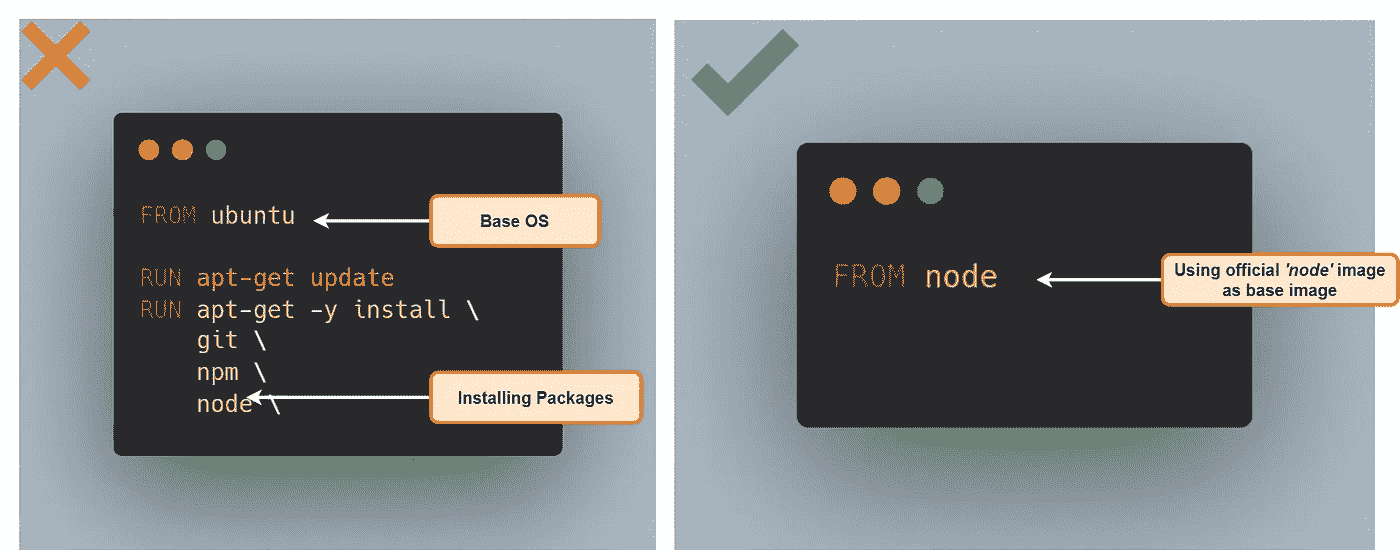 FROM ubuntu
Base OS
RUN apt-get update
RUN apt-get -y install \
git \
npm \
node \
Installing Packages
FROM node
Using official 'node' image
as base image